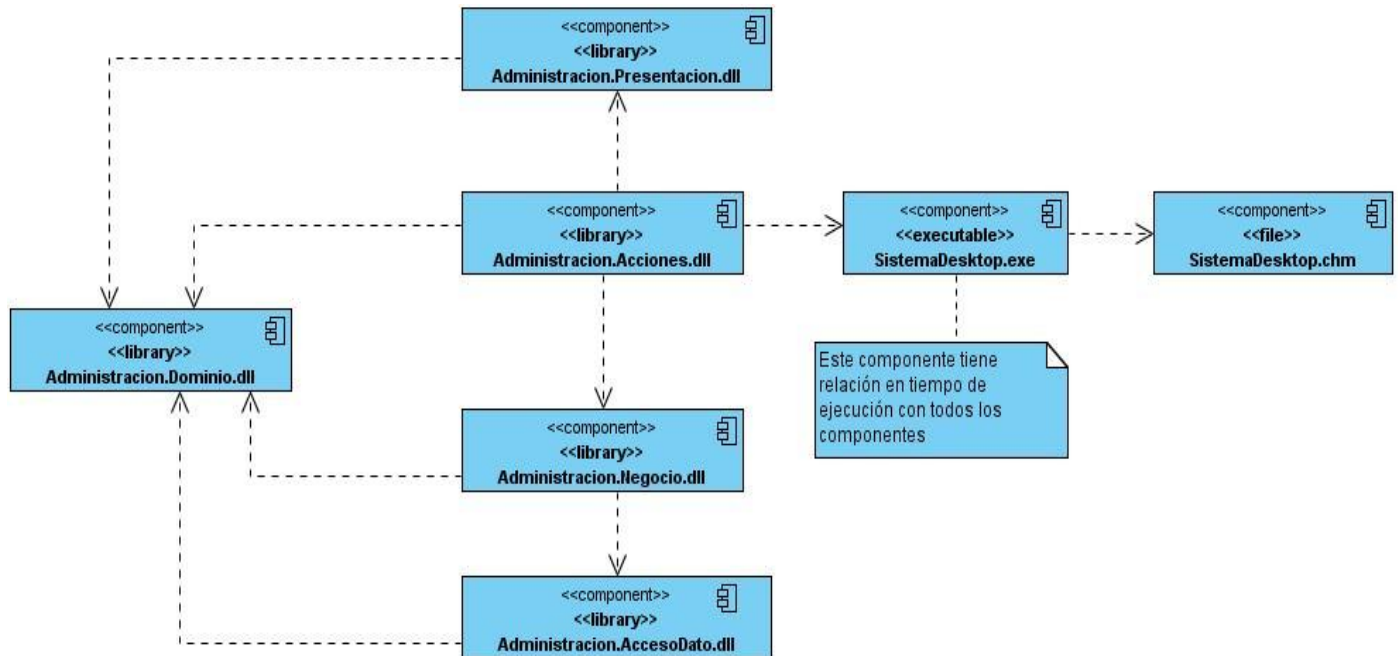 <<component>>
<<library>>
Administracion.Presentacion.dll
<<component>>
<<library>>
Administracion.Acciones.dll
<<component>>
<<executable>>
SistemaDesktop.exe
<<component>>
<<file>>
SistemaDesktop.chm
<<component>>
<<library>>
Administracion.Dominio.dll
Este componente tiene
relación en tiempo de
ejecución con todos los
componentes
<<component>>
<<library>>
Administracion.Negocio.dll
<<component>>
<<library>>
Administracion.AccesoDato.dll